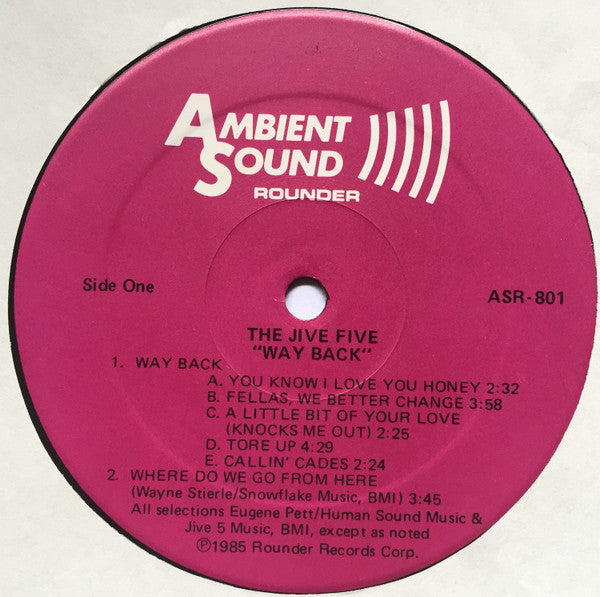 AMBIENT
SOUND
ROUNDER
Side One
ASR-801
THE JIVE FIVE
"WAY BACK"
1. WAY BACK
A. YOU KNOW I LOVE YOU HONEY 2:32
B. FELLAS, WE BETTER CHANGE 3:58
C. A LITTLE BIT OF YOUR LOVE
(KNOCKS ME OUT) 2:25
D. TORE UP 4:29
E. CALLIN' CADES 2:24
2. WHERE DO WE GO FROM HERE
(Wayne Stierle/Snowflake Music, BMI) 3:45
All selections Eugene Pett/Human Sound Music &
Jive 5 Music, BMI, except as noted
Ⓟ1985 Rounder Records Corp.